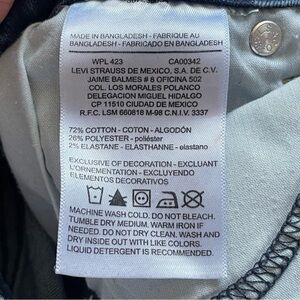 MADE IN BANGLADESH - FABRIQUE AU
BANGLADESH - FABRICADO EN BANGLADESH
WPL 423 CA00342
LEVI STRAUSS DE MEXICO, S.A. DE C.V.
JAIME BALMES # 8 OFICINA 502
COL. LOS MORALES POLANCO
DELEGACION MIGUEL HIDALGO
CP 11510 CIUDAD DE MEXICO
R.F.C. LSM 660818 M-98 C.N.I.V. 3337
72% COTTON - COTON - ALGODÓN
26% POLYESTER - poliéster
2% ELASTANE - ELASTHANNE - elastano
EXCLUSIVE OF DECORATION - EXCLUANT
L'ORNEMENTATION - EXCLUYENDO
ELEMENTOS DECORATIVOS
MACHINE WASH COLD. DO NOT BLEACH.
TUMBLE DRY MEDIUM. WARM IRON IF
NEEDED. DO NOT DRY CLEAN. WASH AND
DRY INSIDE OUT WITH LIKE COLORS.
LIQUID DETERGENT IS RECOMMENDED.